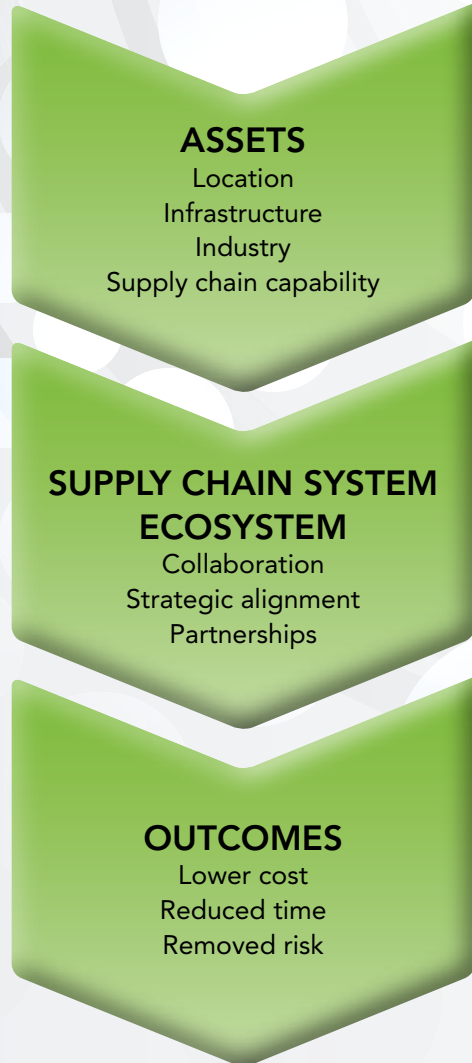 ASSETS
Location
Infrastructure
Industry
Supply chain capability
SUPPLY CHAIN SYSTEM
ECOSYSTEM
Collaboration
Strategic alignment
Partnerships
OUTCOMES
Lower cost
Reduced time
Removed risk